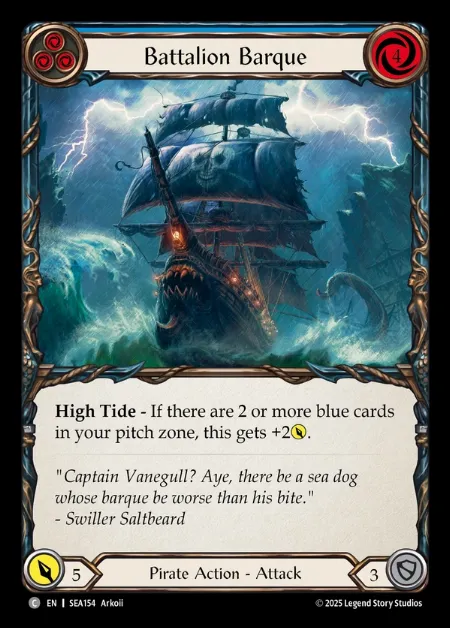 Battalion Barque
4
High Tide - If there are 2 or more blue cards
in your pitch zone, this gets +2.
"Captain Vanegull? Aye, there be a sea dog
whose barque be worse than his bite."
- Swiller Saltbeard
5
Pirate Action - Attack
3
C EN | SEA154 Arkoii
© 2025 Legend Story Studios